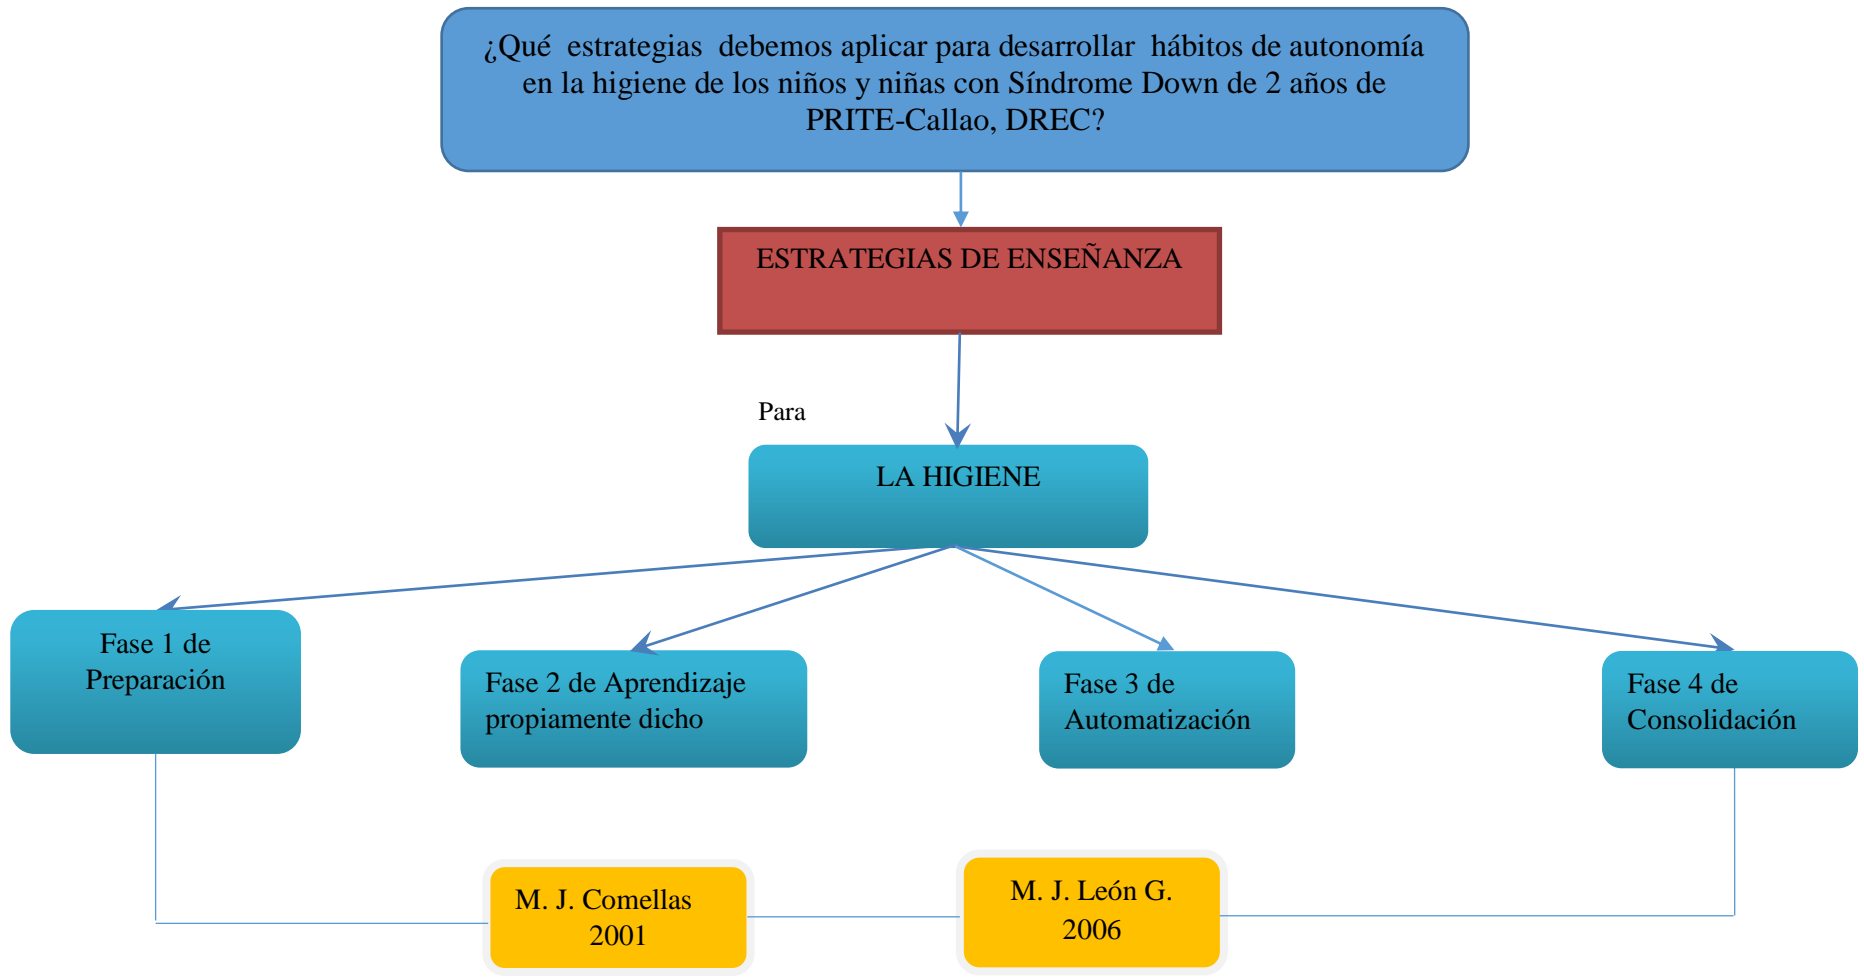 ¿Qué estrategias debemos aplicar para desarrollar hábitos de autonomía
en la higiene de los niños y niñas con Síndrome Down de 2 años de
PRITE-Callao, DREC?
ESTRATEGIAS DE ENSEÑANZA
Para
LA HIGIENE
Fase 1 de
Preparación
Fase 2 de Aprendizaje
propiamente dicho
Fase 3 de
Automatización
Fase 4 de
Consolidación
M. J. Comellas
2001
M. J. León G.
2006